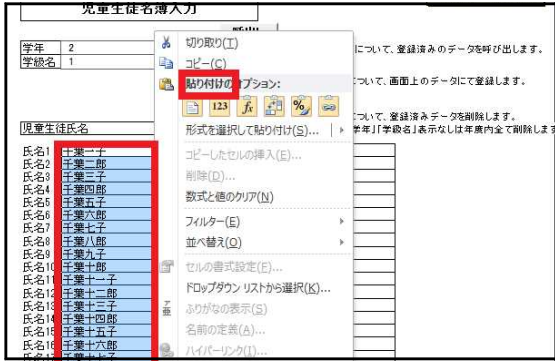 児童生徒名簿入力
学年 2
学級名 1
について、登録済みのデータを呼び出します。
ついて、画面上のデータにて登録します。
ついて、登録済みデータを削除します。
学年」「学級名」表示なしは年度内全て削除しま
切り取り(T)
コピー(C)
貼り付けのオプション:
123
fx
%
形式を選択して貼り付け(S)...
コピーしたセルの挿入(E)...
削除(D)...
数式と値のクリア(N)
フィルター(E)
並べ替え(O)
セルの書式設定(F)...
ドロップダウン リストから選択(K)...
ふりがなの表示(S)
名前の定義(A)...
ハイパーリンク(I)...
児童生徒氏名
氏名1 千葉一子
氏名2 千葉二郎
氏名3 千葉三子
氏名4 千葉四郎
氏名5 千葉五子
氏名6 千葉六郎
氏名7 千葉七子
氏名8 千葉八郎
氏名9 千葉九子
氏名10 千葉十郎
氏名11 千葉十一子
氏名12 千葉十二郎
氏名13 千葉十三子
氏名14 千葉十四郎
氏名15 千葉十五子
氏名16 千葉十六郎